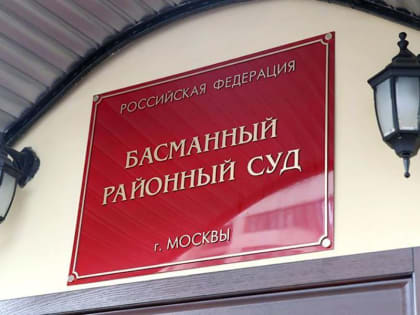 РОССИЙСКАЯ ФЕДЕРАЦИЯ
БАСМАННЫЙ
РАЙОННЫЙ СУД
г. МОСКВЫ